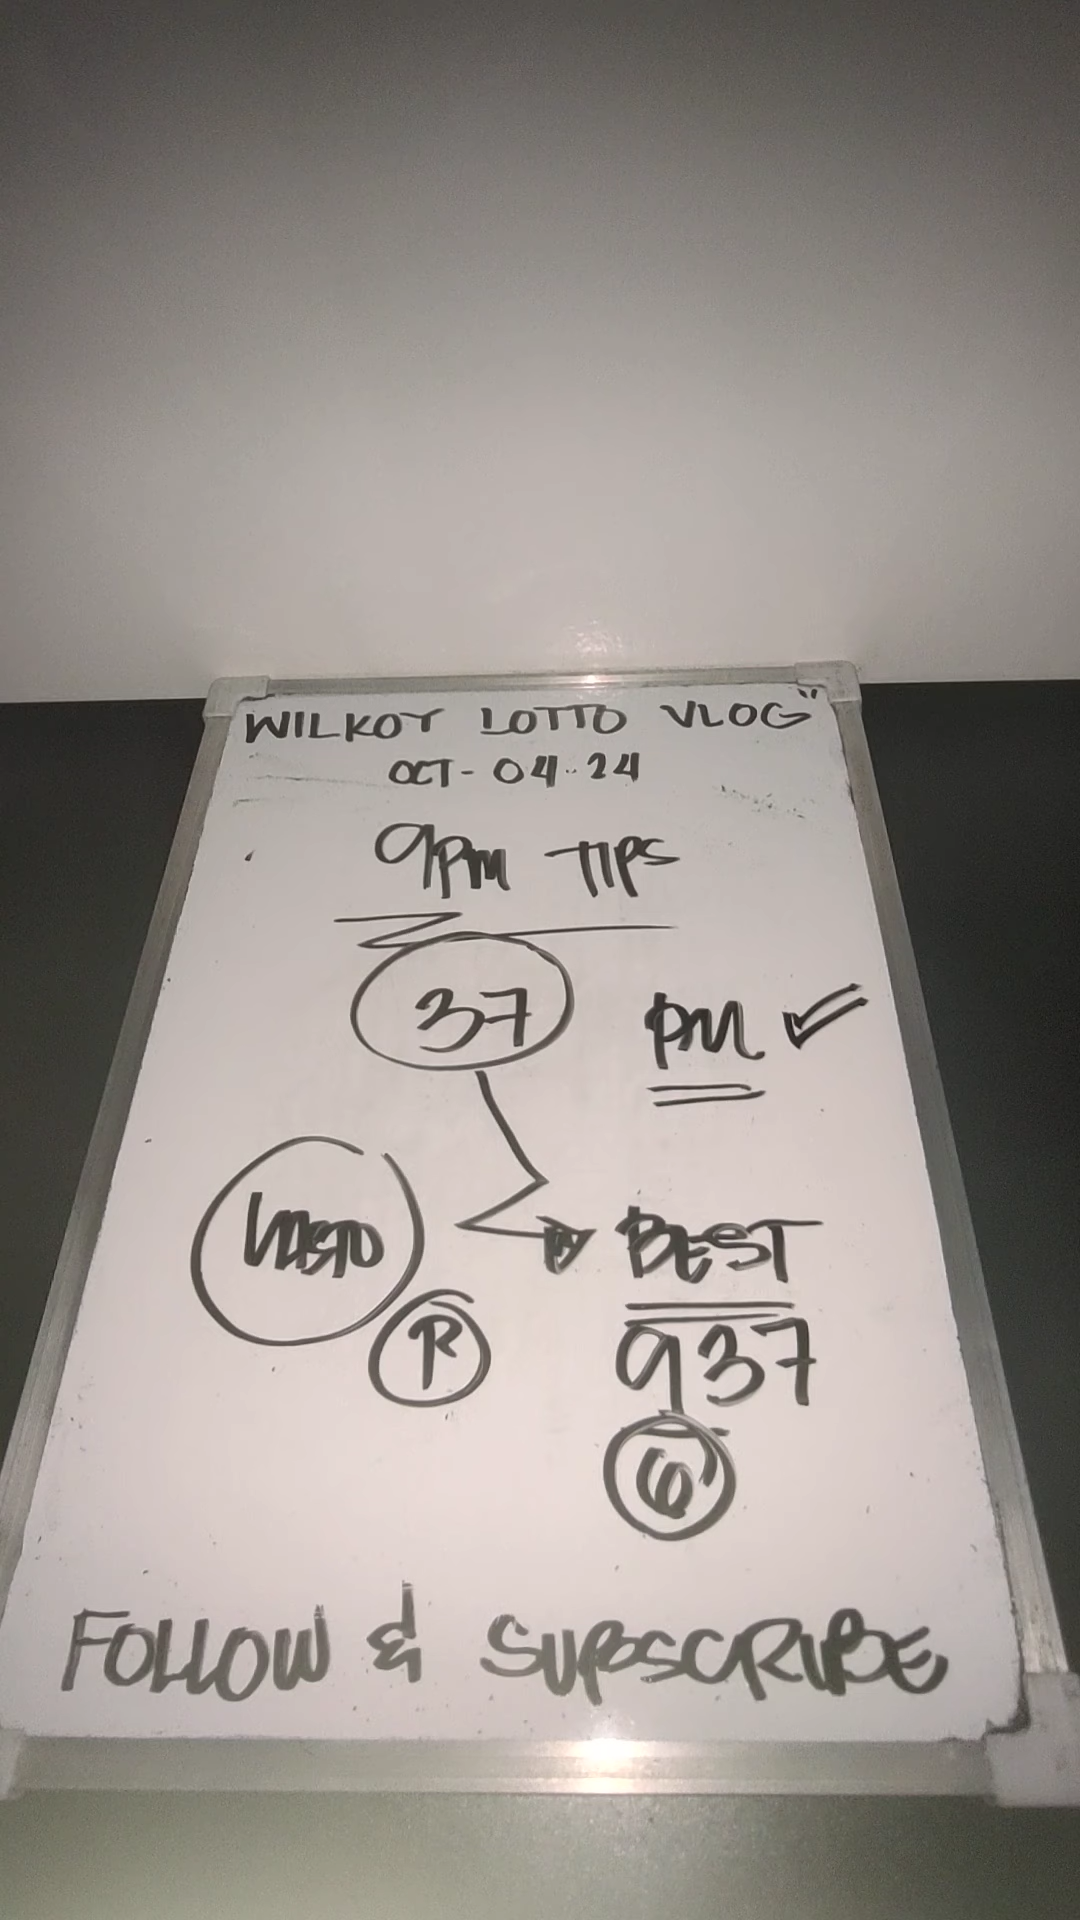 WILKOY LOTTO VLOG"
OCT-04-24
9PM TIPS
37
PM ✓
BEST
R
937
6
FOLLOW & SUBSCRIBE